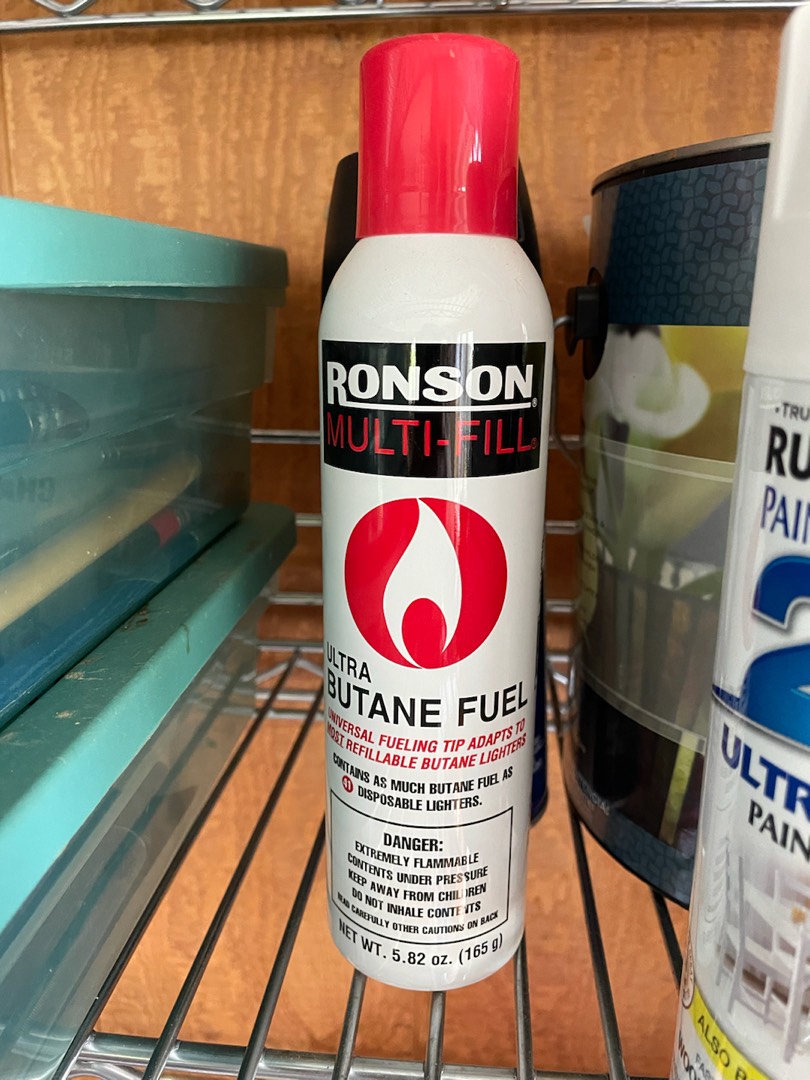 RONSON®
MULTI-FILL®
ULTRA
BUTANE FUEL
UNIVERSAL FUELING TIP ADAPTS TO
MOST REFILLABLE BUTANE LIGHTERS
CONTAINS AS MUCH BUTANE FUEL AS
41 DISPOSABLE LIGHTERS.
DANGER:
EXTREMELY FLAMMABLE
CONTENTS UNDER PRESSURE
KEEP AWAY FROM CHILDREN
DO NOT INHALE CONTENTS
READ CAREFULLY OTHER CAUTIONS ON BACK
NET WT. 5.82 oz. (165 g)
•TRU
RU
PAIN
2
ULTR
PAIN
ALSO B